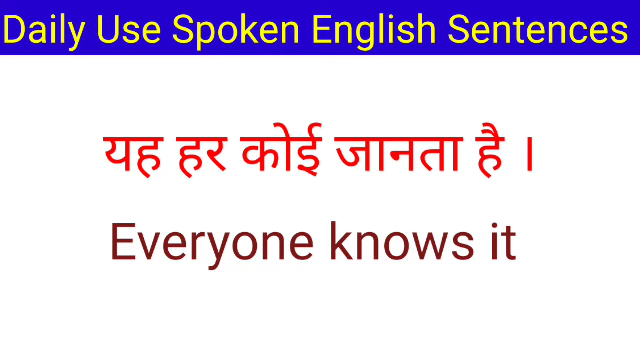 Daily Use Spoken English Sentences
यह हर कोई जानता है ।
Everyone knows it